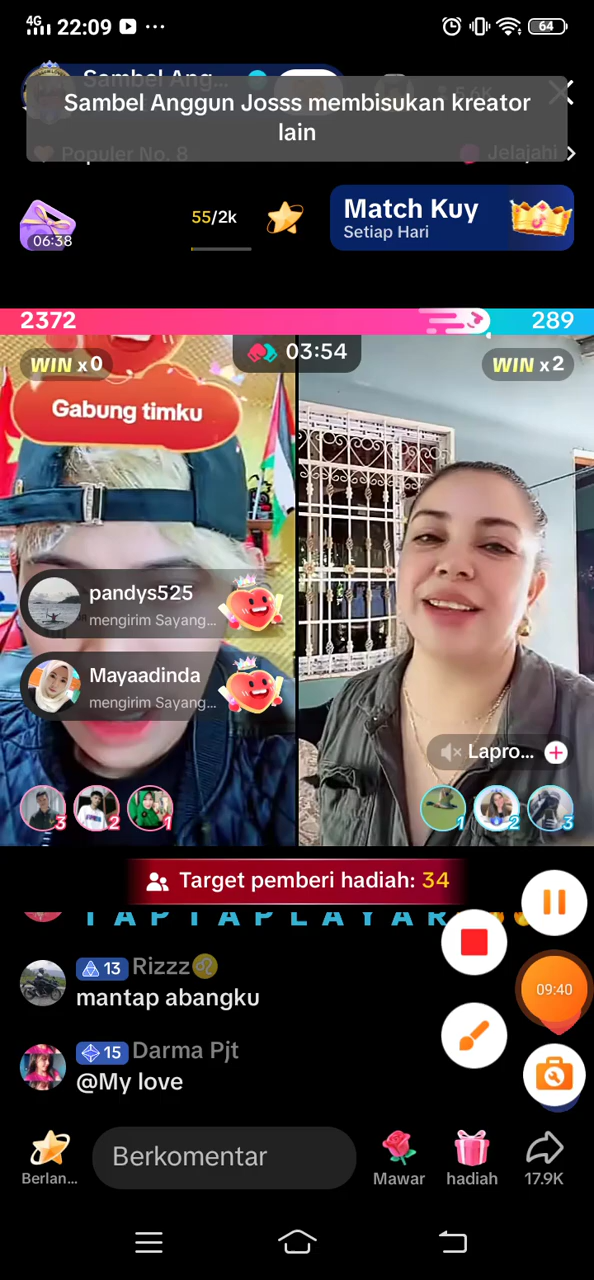 4G 22:09 64
Sambel Ang...
Sambel Anggun Josss membisukan kreator
lain
Populer No. 8
Jelajahi
06:38
55/2k
Match Kuy
Setiap Hari
2372
289
WIN x0
03:54
WIN x2
Gabung timku
pandys525
mengirim Sayang...
Mayaadinda
mengirim Sayang...
Lapro...
3 2 1
1 2 3
Target pemberi hadiah: 34
T A P T A P L A Y A R
13 Rizzz
mantap abangku
09:40
15 Darma Pjt
@My love
Berkomentar
Berlan...
Mawar
hadiah
17.9K